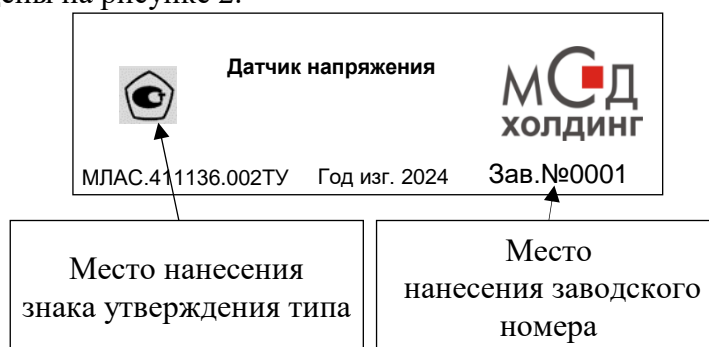 ены на рисунке 2.
Датчик напряжения
МСД
ХОЛДИНГ
МЛАС.411136.002ТУ Год изг. 2024 Зав.№0001
Место нанесения
знака утверждения типа
Место
нанесения заводского
номера